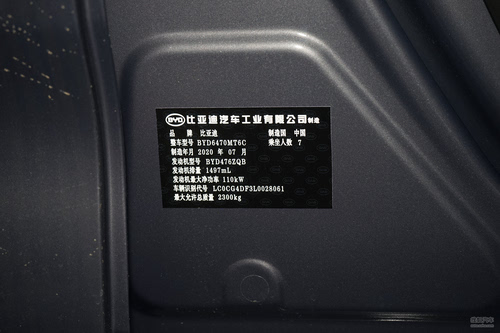 BYD 比亚迪汽车工业有限公司 制造
品 牌 比亚迪 制造国 中国
整车型号 BYD6470MT6C 乘坐人数 7
制造年月 2020 年 07 月
发动机型号 BYD476ZQB
发动机排量 1497mL
发动机最大净功率 110kW
车辆识别代号 LC0CG4DF3L0028061
最大允许总质量 2300kg